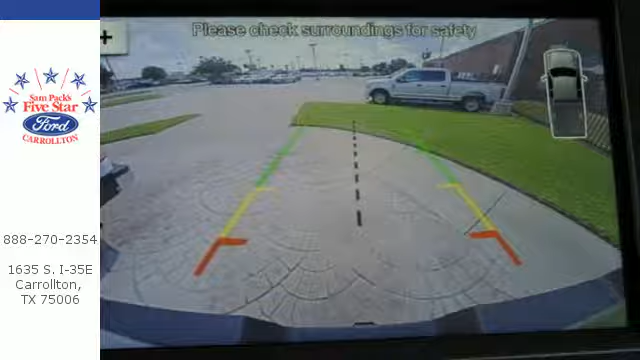 Please check surroundings for safety
+
Sam Pack's
Five Star
Ford
CARROLLTON
888-270-2354
1635 S. I-35E
Carrollton,
TX 75006